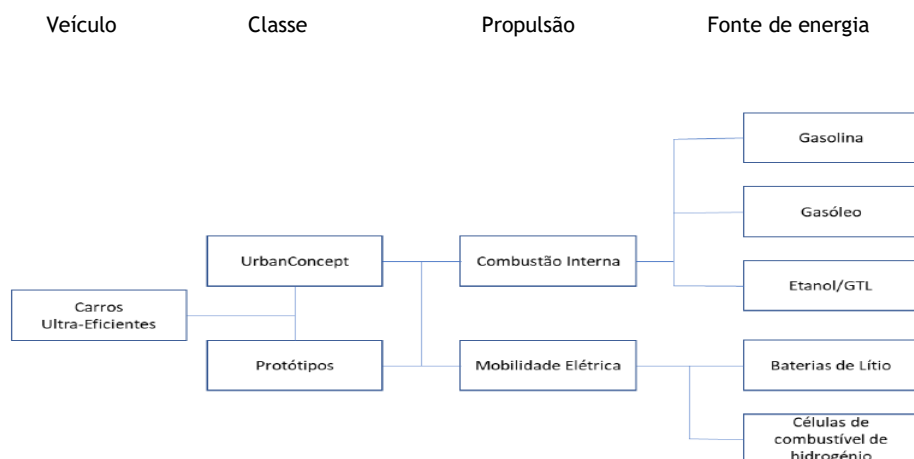 Veículo Classe Propulsão Fonte de energia
Gasolina
Gasóleo
UrbanConcept Combustão Interna Etanol/GTL
Carros
Ultra-Eficientes
Protótipos Mobilidade Elétrica Baterias de Lítio
Células de
combustível de
hidrogénio